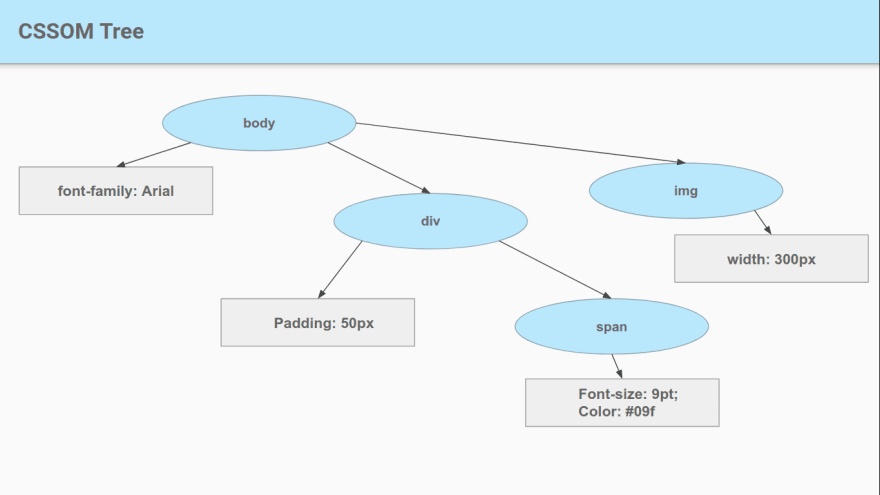 CSSOM Tree
body
font-family: Arial
img
div
width: 300px
Padding: 50px
span
Font-size: 9pt;
Color: #09f